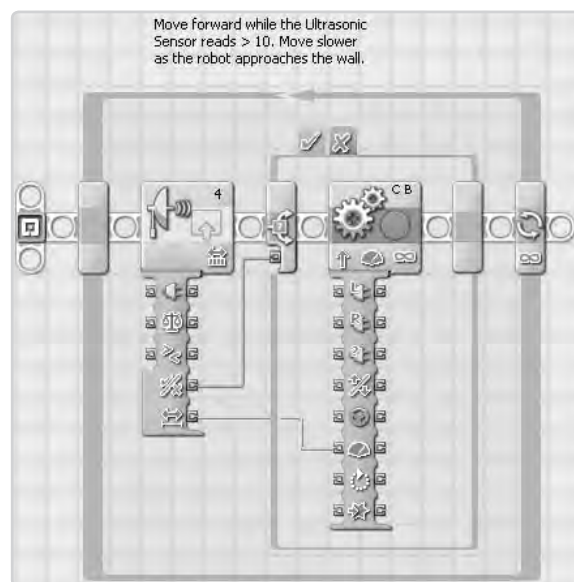 Move forward while the Ultrasonic
Sensor reads > 10. Move slower
as the robot approaches the wall.
4
C B